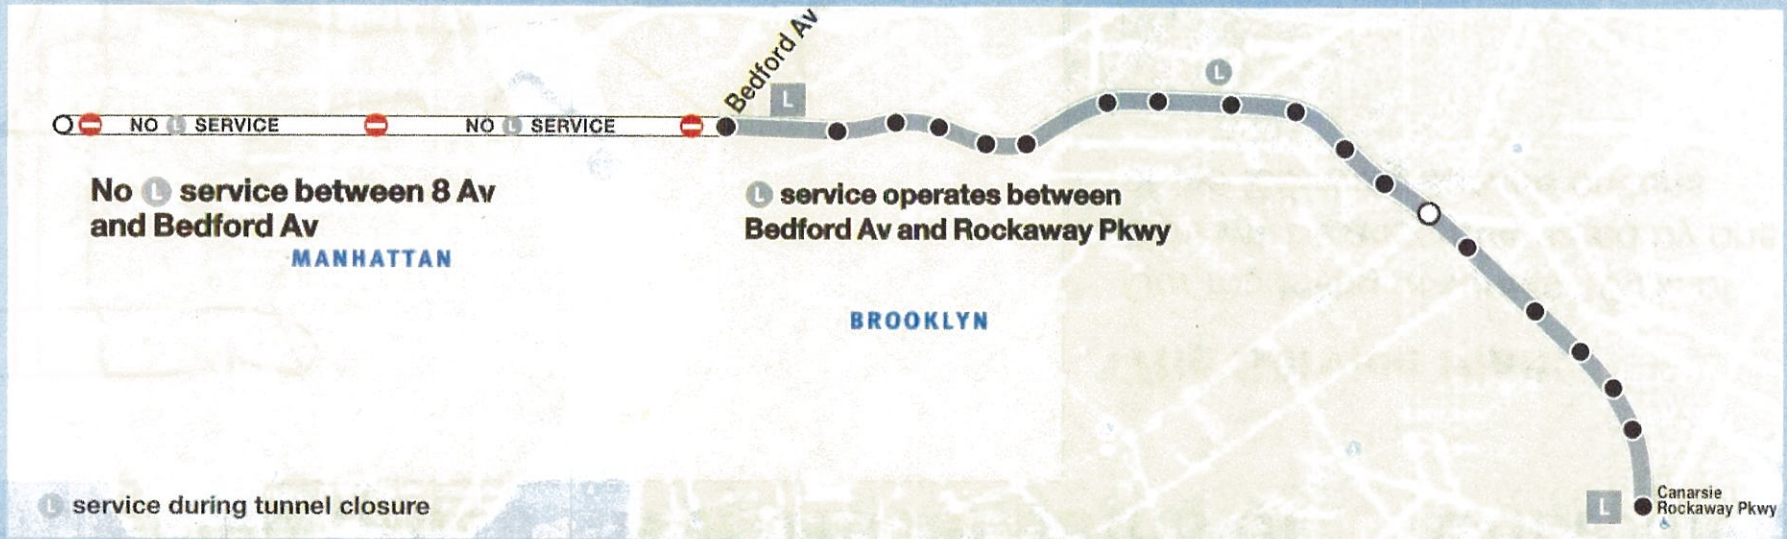 Bedford Av
L
L
NO L SERVICE
NO L SERVICE
No L service between 8 Av
and Bedford Av
MANHATTAN
L service operates between
Bedford Av and Rockaway Pkwy
BROOKLYN
L service during tunnel closure
L
Canarsie
Rockaway Pkwy